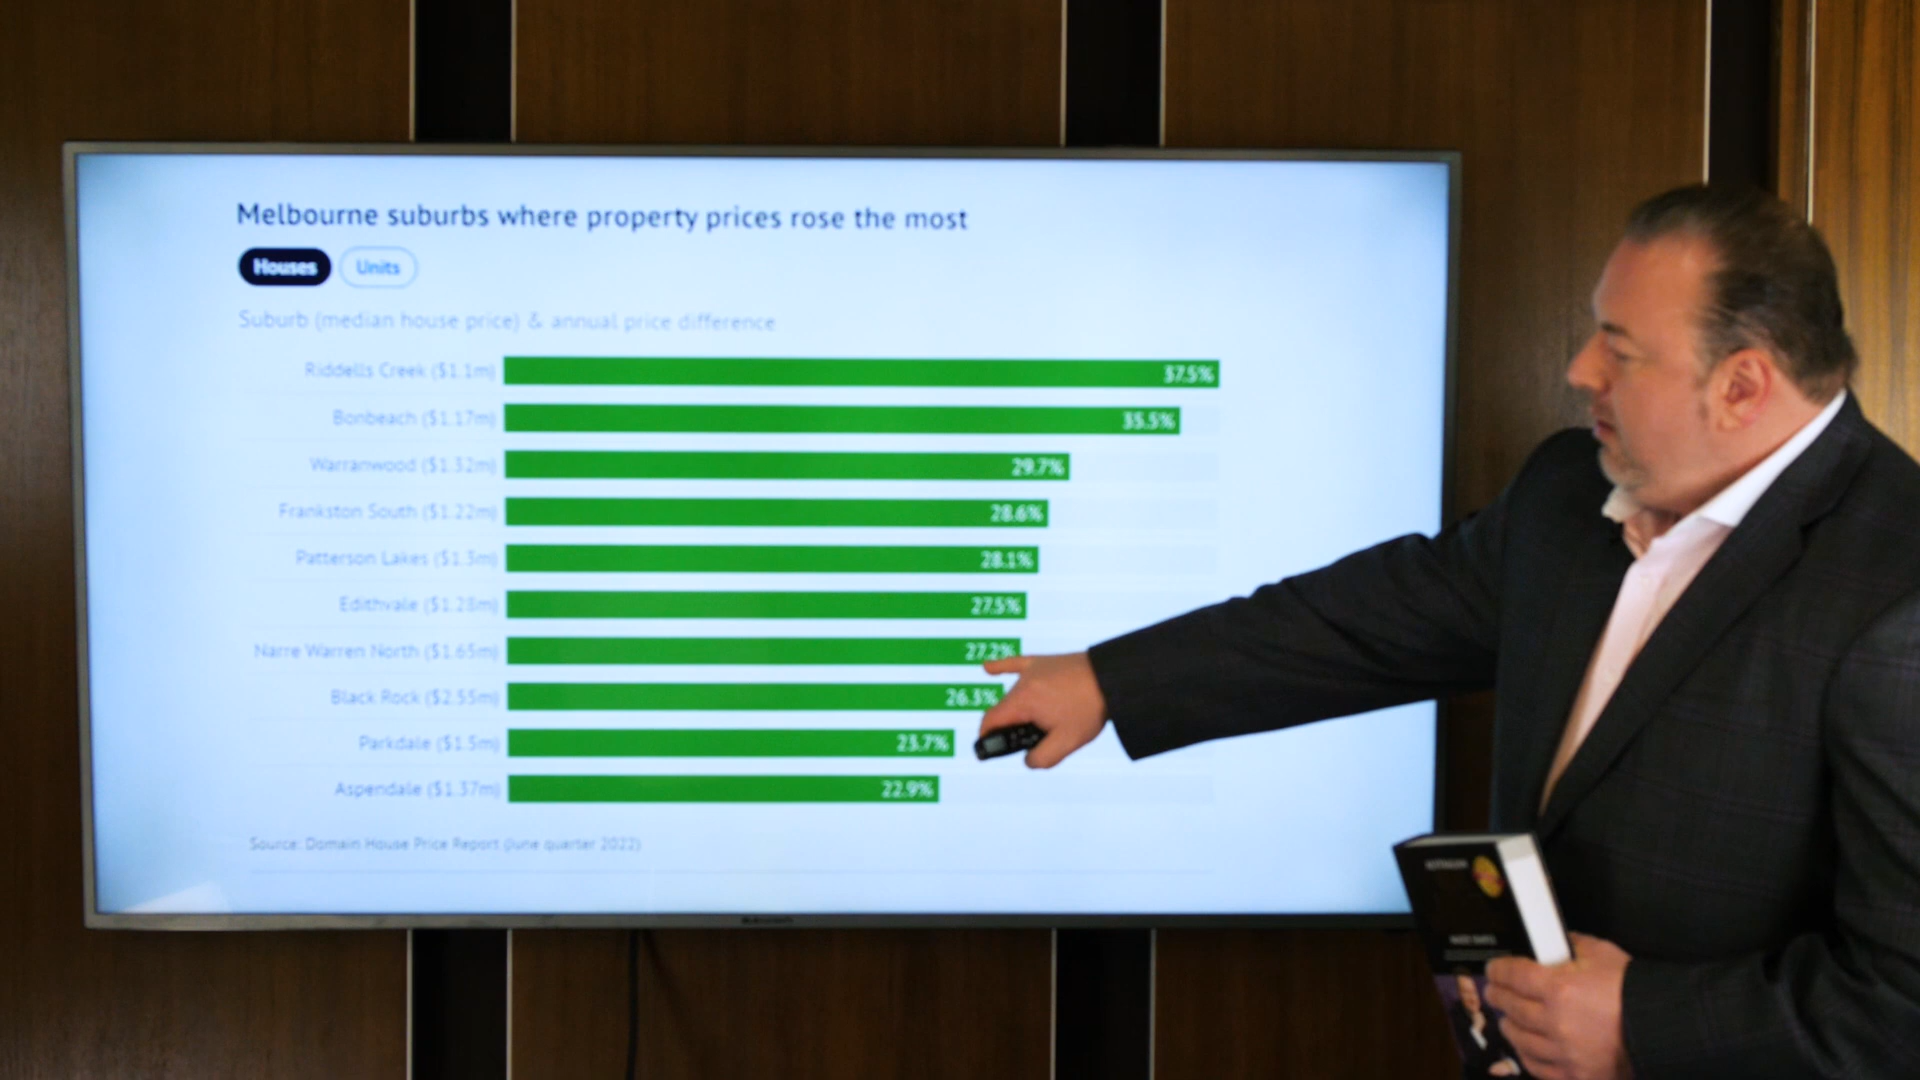 Melbourne suburbs where property prices rose the most
Houses Units
Suburb (median house price) & annual price difference
Riddells Creek ($1.1m) 37.5%
Bonbeach ($1.17m) 35.5%
Warranwood ($1.32m) 29.7%
Frankston South ($1.22m) 28.6%
Patterson Lakes ($1.3m) 28.1%
Edithvale ($1.28m) 27.5%
Narre Warren North ($1.65m) 27.2%
Black Rock ($2.55m) 26.3%
Parkdale ($1.5m) 23.7%
Aspendale ($1.37m) 22.9%
Source: Domain House Price Report (June quarter 2022)